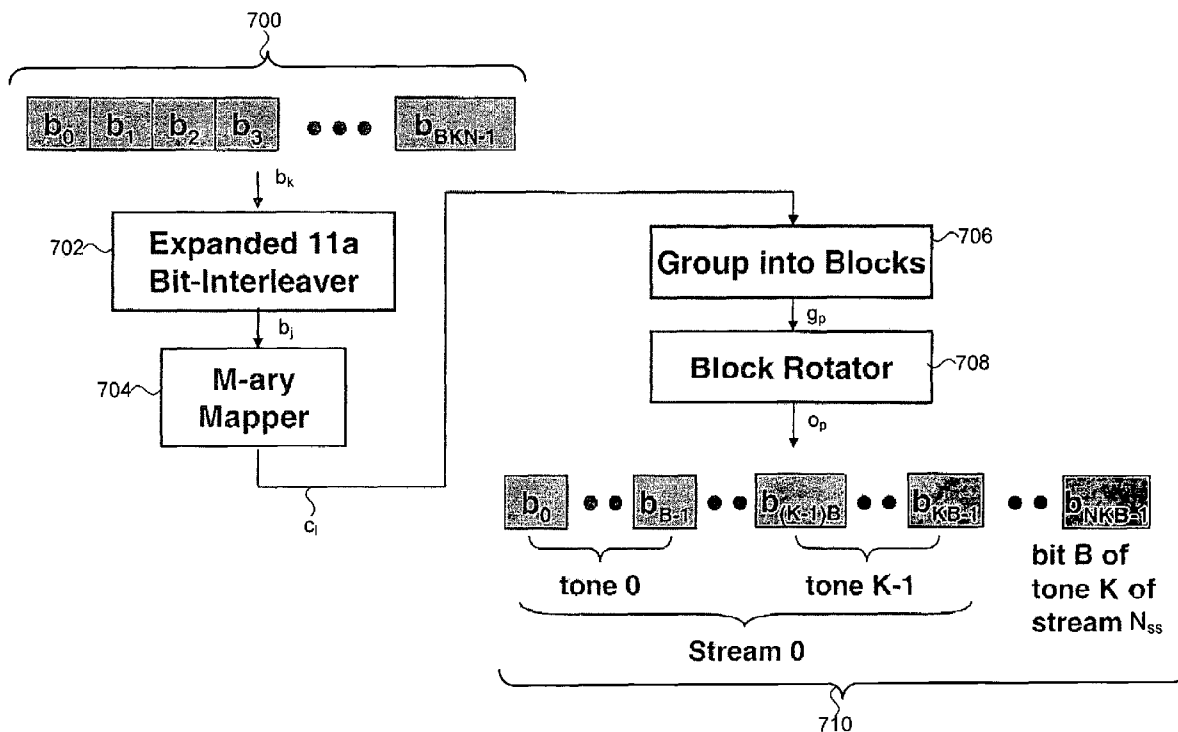 700
b0 b1 b2 b3 ••• bBKN-1
bk
702
Expanded 11a
Bit-Interleaver
bj
704
M-ary
Mapper
cl
706
Group into Blocks
gp
708
Block Rotator
op
b0 •• bB-1 •• b(K-1)B •• bKB-1 •• bNKB-1
tone 0
tone K-1
bit B of
tone K of
stream Nss
Stream 0
710